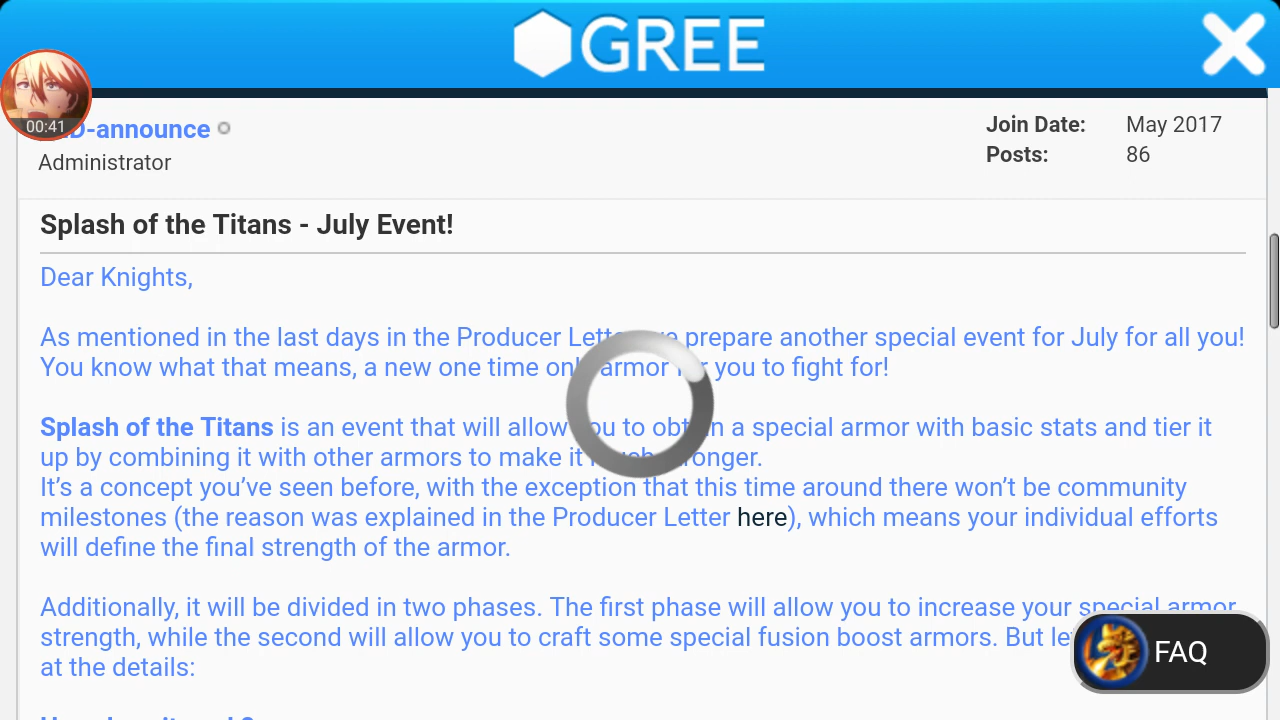 GREE
00:41
D-announce
Administrator
Join Date: May 2017
Posts: 86
Splash of the Titans - July Event!
Dear Knights,
As mentioned in the last days in the Producer prepare another special event for July for all you!
You know what that means, a new one time only armor you to fight for!
Splash of the Titans is an event that will allow you to obtain a special armor with basic stats and tier it
up by combining it with other armors to make it much stronger.
It’s a concept you’ve seen before, with the exception that this time around there won’t be community
milestones (the reason was explained in the Producer Letter here), which means your individual efforts
will define the final strength of the armor.
Additionally, it will be divided in two phases. The first phase will allow you to increase your special armor
strength, while the second will allow you to craft some special fusion boost armors. But
at the details:
FAQ